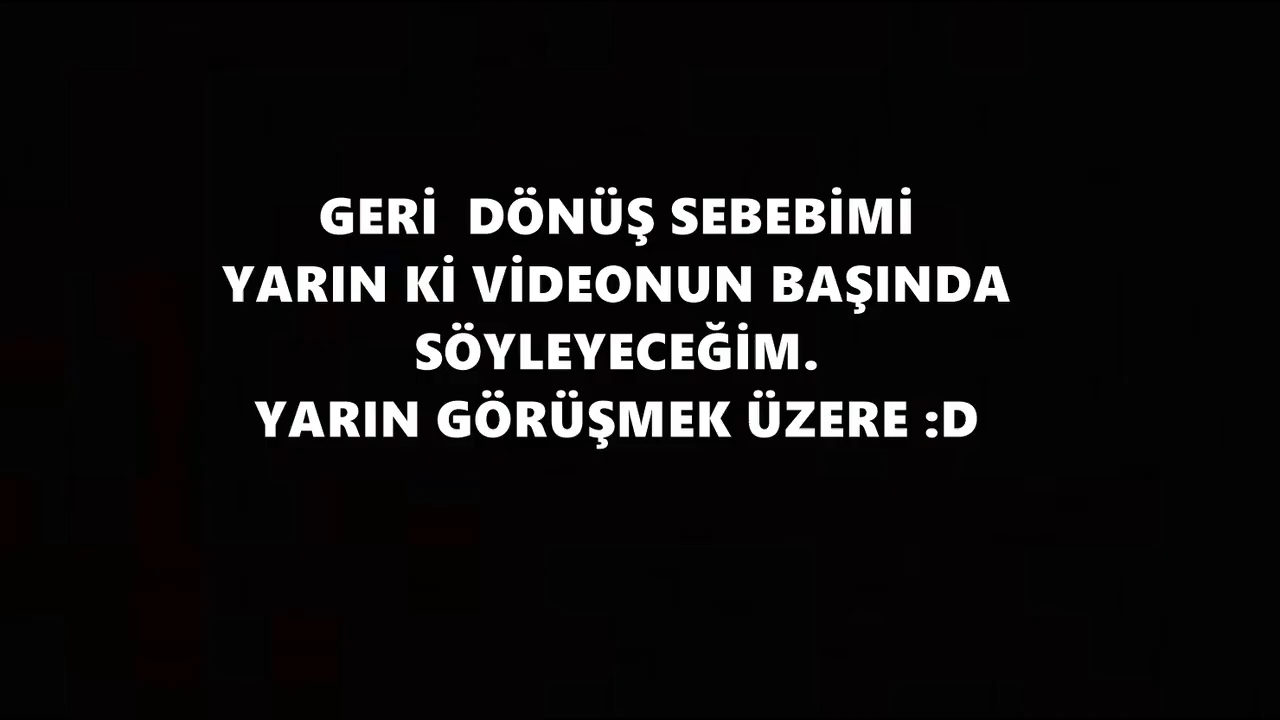 GERİ  DÖNÜŞ SEBEBİMİ
YARIN Kİ VİDEONUN BAŞINDA
SÖYLEYECEĞİM.
YARIN GÖRÜŞMEK ÜZERE :D